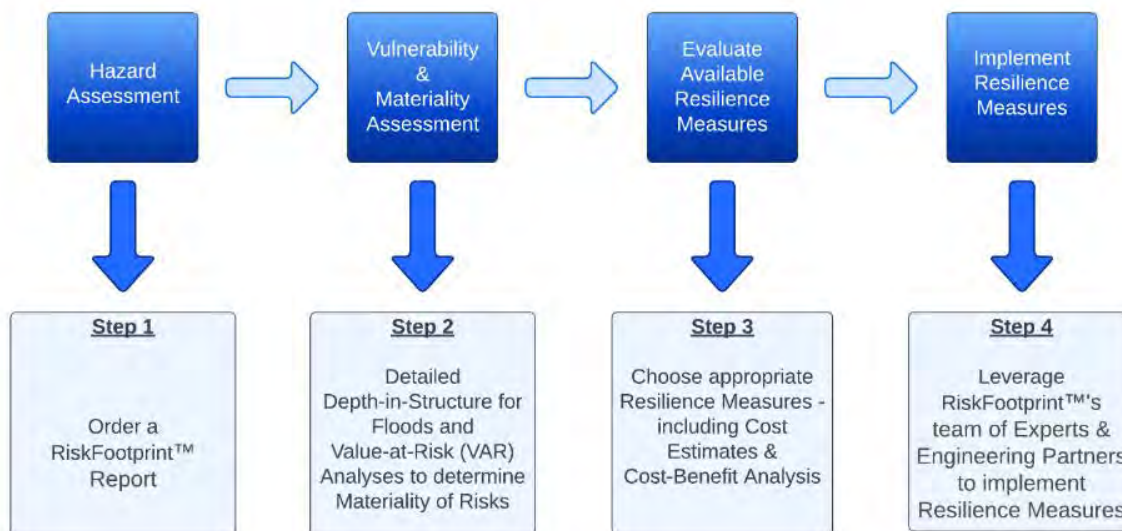 Hazard
Assessment
Vulnerability
&
Materiality
Assessment
Evaluate
Available
Resilience
Measures
Implement
Resilience
Measures
Step 1
Order a
RiskFootprint™
Report
Step 2
Detailed
Depth-in-Structure for
Floods and
Value-at-Risk (VAR)
Analyses to determine
Materiality of Risks
Step 3
Choose appropriate
Resilience Measures -
including Cost
Estimates &
Cost-Benefit Analysis
Step 4
Leverage
RiskFootprint™'s
team of Experts &
Engineering Partners
to implement
Resilience Measures